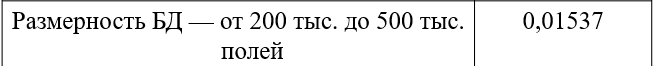 Размерность БД — от 200 тыс. до 500 тыс. 0,01537
полей